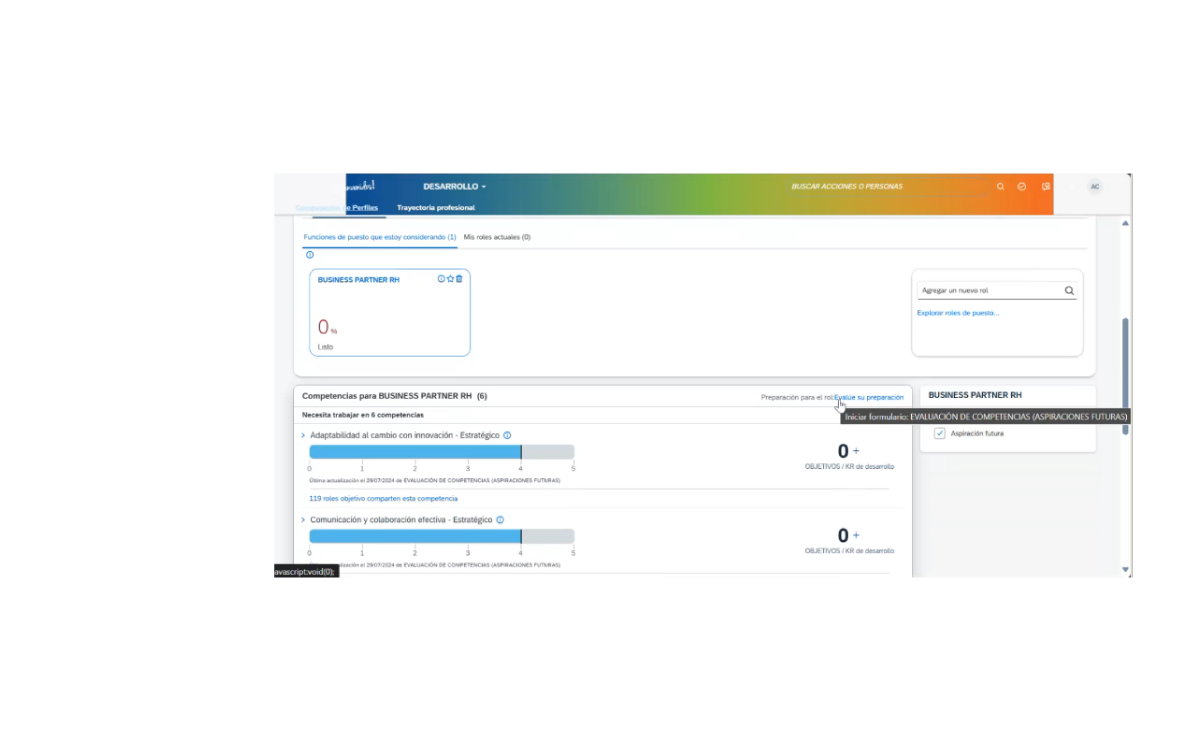 DESARROLLO
BUSCAR ACCIONES O PERSONAS
AC
e Perfiles
Trayectoria profesional
Funciones de puesto que estoy considerando (1)
Mis roles actuales (0)
BUSINESS PARTNER RH
0 %
Listo
Agregar un nuevo rol
Explorar roles de puesto...
Competencias para BUSINESS PARTNER RH (6)
Preparación para el rol:Evalúe su preparación
BUSINESS PARTNER RH
Necesita trabajar en 6 competencias
Iniciar formulario: EVALUACIÓN DE COMPETENCIAS (ASPIRACIONES FUTURAS)
Aspiración futura
Adaptabilidad al cambio con innovación - Estratégico
0 1 2 3 4 5
0 +
OBJETIVOS / KR de desarrollo
Última actualización el 29/07/2024 de EVALUACIÓN DE COMPETENCIAS (ASPIRACIONES FUTURAS)
119 roles objetivo comparten esta competencia
Comunicación y colaboración efectiva - Estratégico
0 1 2 3 4 5
0 +
OBJETIVOS / KR de desarrollo
alización el 29/07/2024 de EVALUACIÓN DE COMPETENCIAS (ASPIRACIONES FUTURAS)
avascript:void(0);